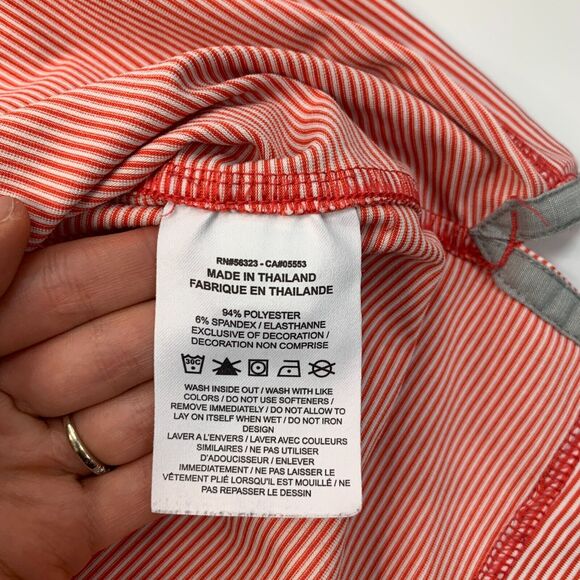 RN#56323 - CA#05553
MADE IN THAILAND
FABRIQUE EN THAILANDE
94% POLYESTER
6% SPANDEX / ELASTHANNE
EXCLUSIVE OF DECORATION /
DECORATION NON COMPRISE
30C
WASH INSIDE OUT / WASH WITH LIKE
COLORS / DO NOT USE SOFTENERS /
REMOVE IMMEDIATELY / DO NOT ALLOW TO
LAY ON ITSELF WHEN WET / DO NOT IRON
DESIGN
LAVER A L'ENVERS / LAVER AVEC COULEURS
SIMILAIRES / NE PAS UTILISER
D'ADOUCISSEUR / ENLEVER
IMMEDIATEMENT / NE PAS LAISSER LE
VÊTEMENT PLIÉ LORSQU'IL EST MOUILLÉ / NE
PAS REPASSER LE DESSIN